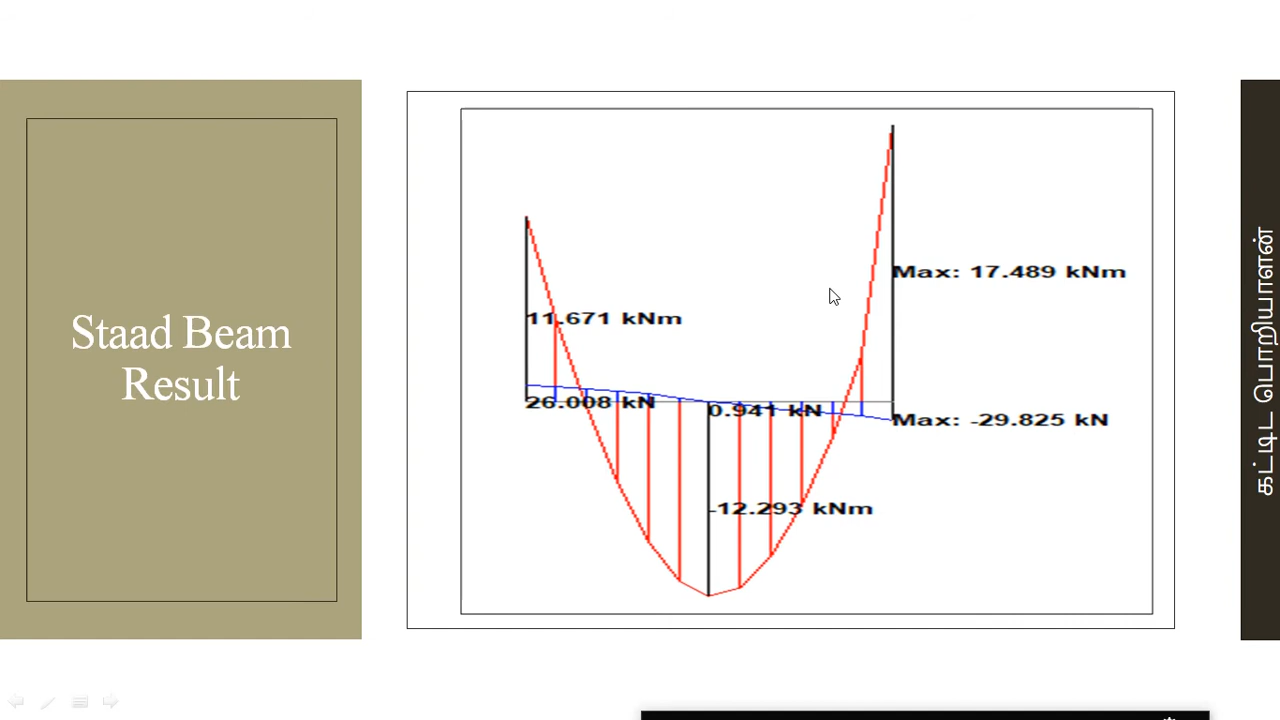 Staad Beam
Result
Max: 17.489 kNm
11.671 kNm
26.008 kN
0.941 kN
Max: -29.825 kN
-12.293 kNm
கட்டிட பொறியாளன்